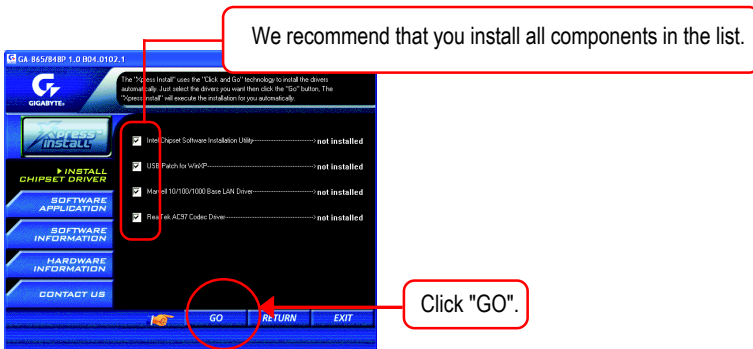 We recommend that you install all components in the list.
GA-865/848P 1.0 B04.0102.1
GIGABYTE
The "Xpress Install" uses the "Click and Go" technology to install the drivers
automatically. Just select the drivers you want then click the "Go" button, The
"Xpress Install" will execute the installation for you automatically.
Xpress
INSTALL
Intel Chipset Software Installation Utility not installed
USB Patch for WinXP not installed
Marvell 10/100/1000 Base LAN Driver not installed
RealTek AC97 Codec Driver not installed
INSTALL
CHIPSET DRIVER
SOFTWARE
APPLICATION
SOFTWARE
INFORMATION
HARDWARE
INFORMATION
CONTACT US
GO RETURN EXIT
Click "GO".